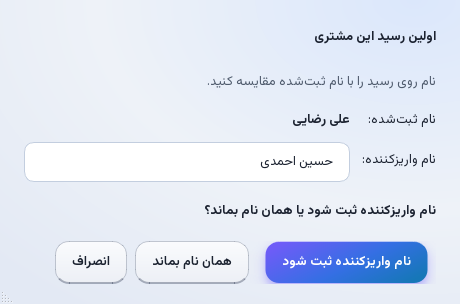 اولین رسید این مشتری
نام روی رسید را با نام ثبت‌شده مقایسه کنید.
نام ثبت‌شده: علی رضایی
نام واریزکننده: حسین احمدی
نام واریزکننده ثبت شود یا همان نام بماند؟
نام واریزکننده ثبت شود همان نام بماند انصراف